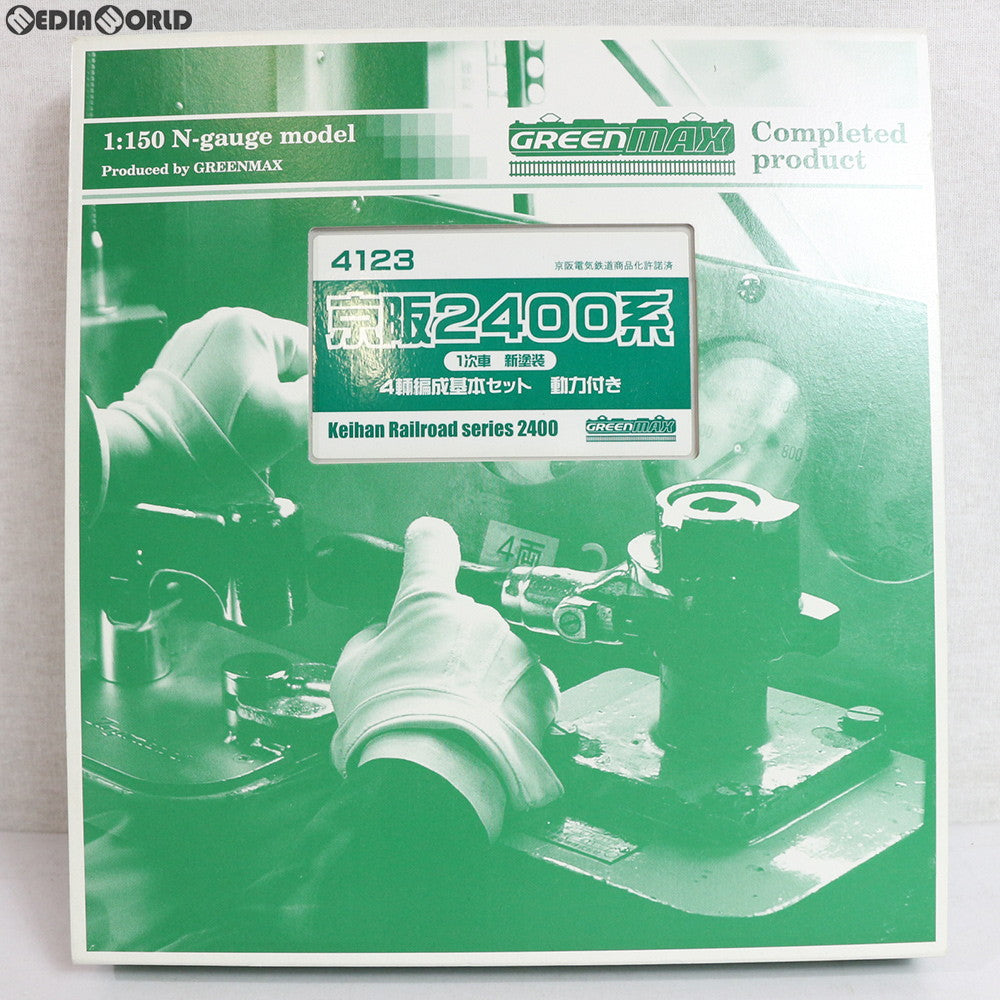 MEDIAWORLD
1:150 N-gauge model
Produced by GREENMAX
GREENMAX
Completed
product
4123
京阪電気鉄道商品化許諾済
京阪2400系
1次車 新塗装
4輌編成基本セット 動力付き
Keihan Railroad series 2400
GREENMAX
4両